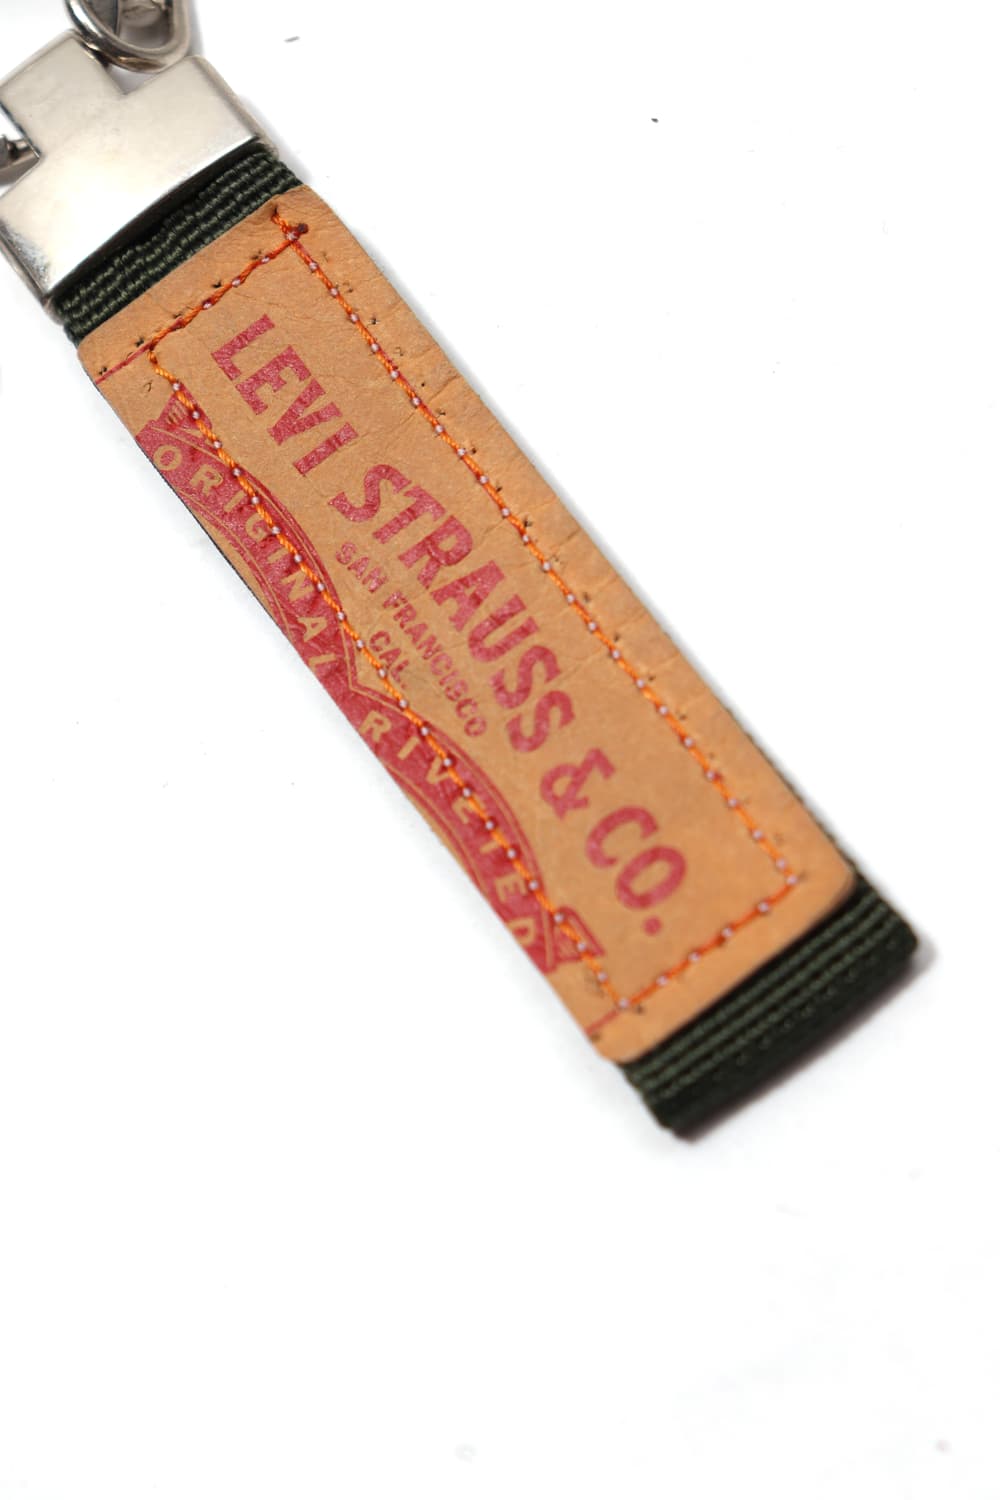 LEVI STRAUSS & CO.
SAN FRANCISCO
CAL.
ORIGINAL RIVETED